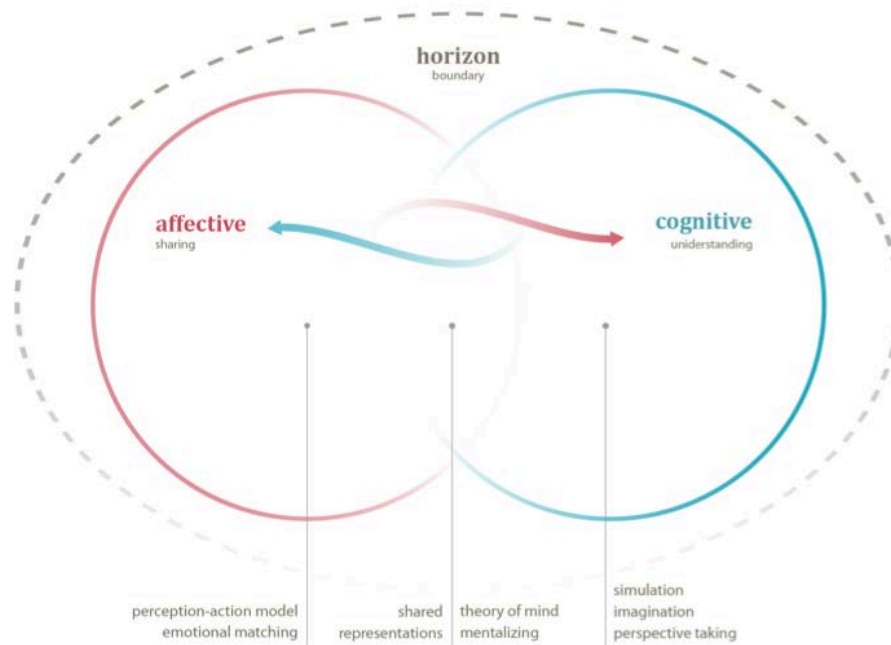 horizon
boundary
affective
sharing
cognitive
uniderstanding
perception-action model
emotional matching
shared
representations
theory of mind
mentalizing
simulation
imagination
perspective taking